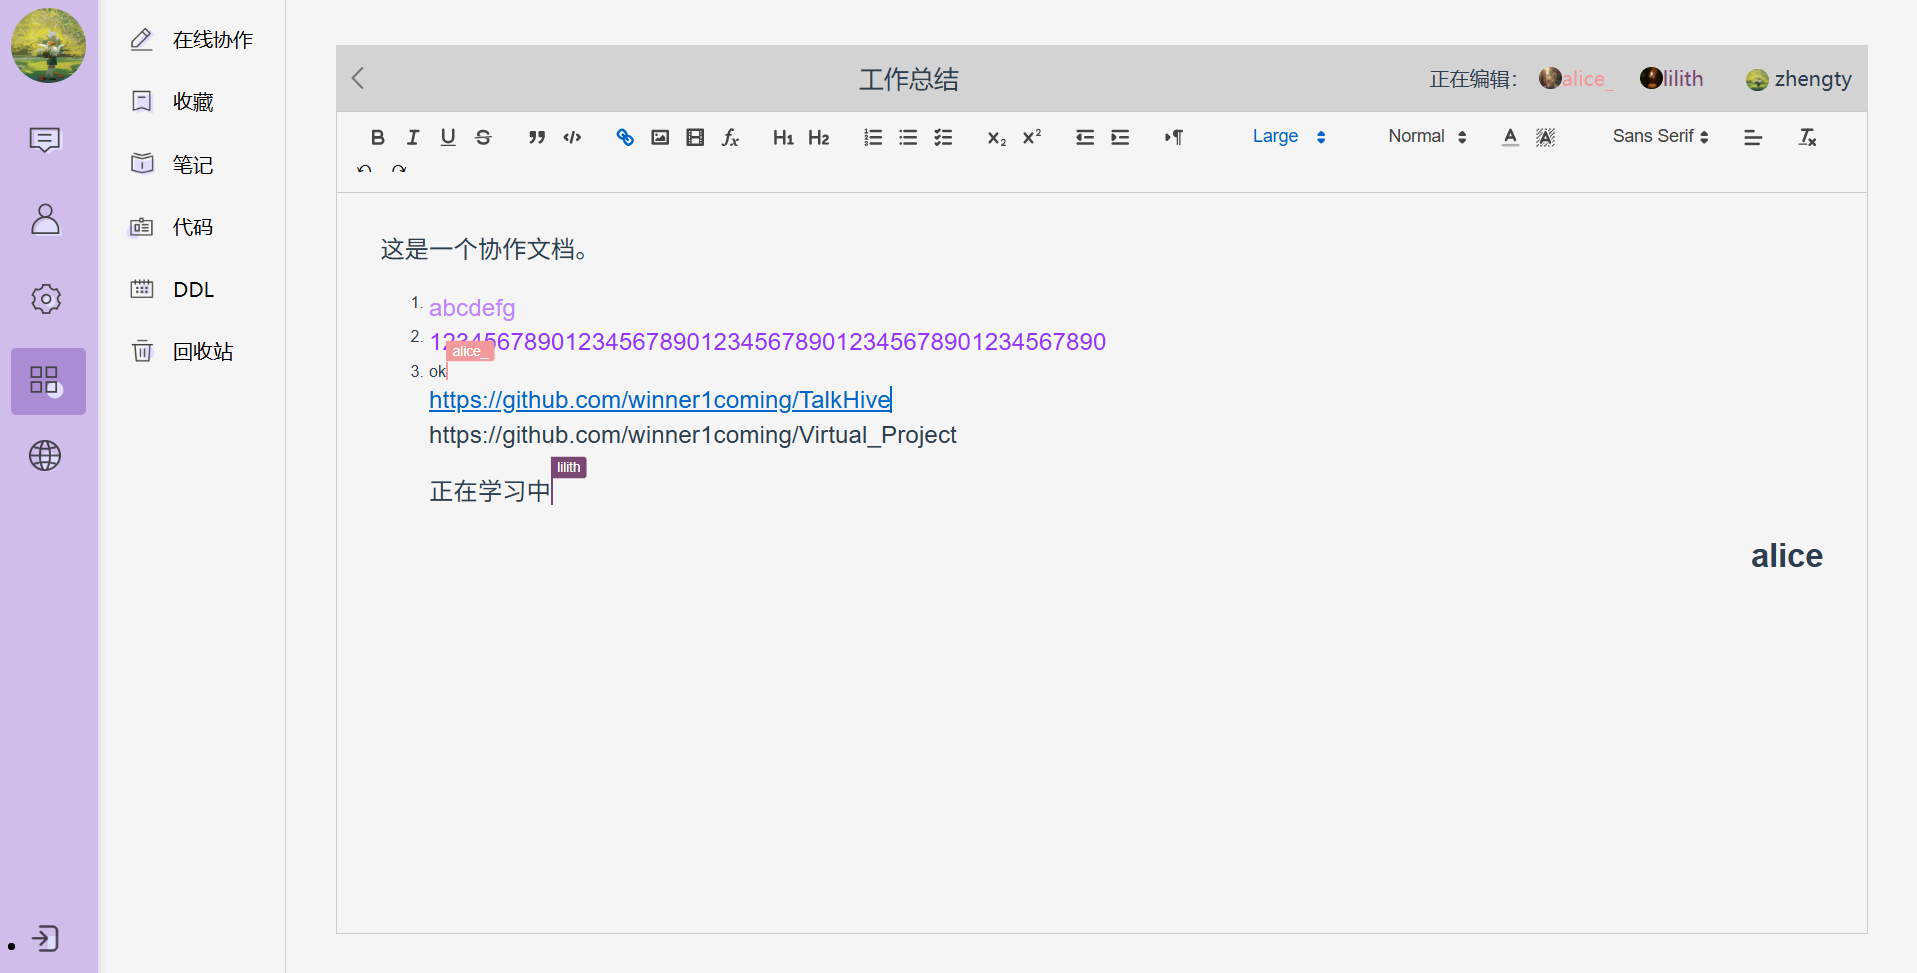 在线协作
收藏
笔记
代码
DDL
回收站
工作总结
正在编辑：
alice_
lilith
zhengty
H1 H2
Large
Normal
Sans Serif
这是一个协作文档。
1. abcdefg
2. 12345678901234567890123456789012345678901234567890
alice_
3. ok
https://github.com/winner1coming/TalkHive
https://github.com/winner1coming/Virtual_Project
lilith
正在学习中
alice